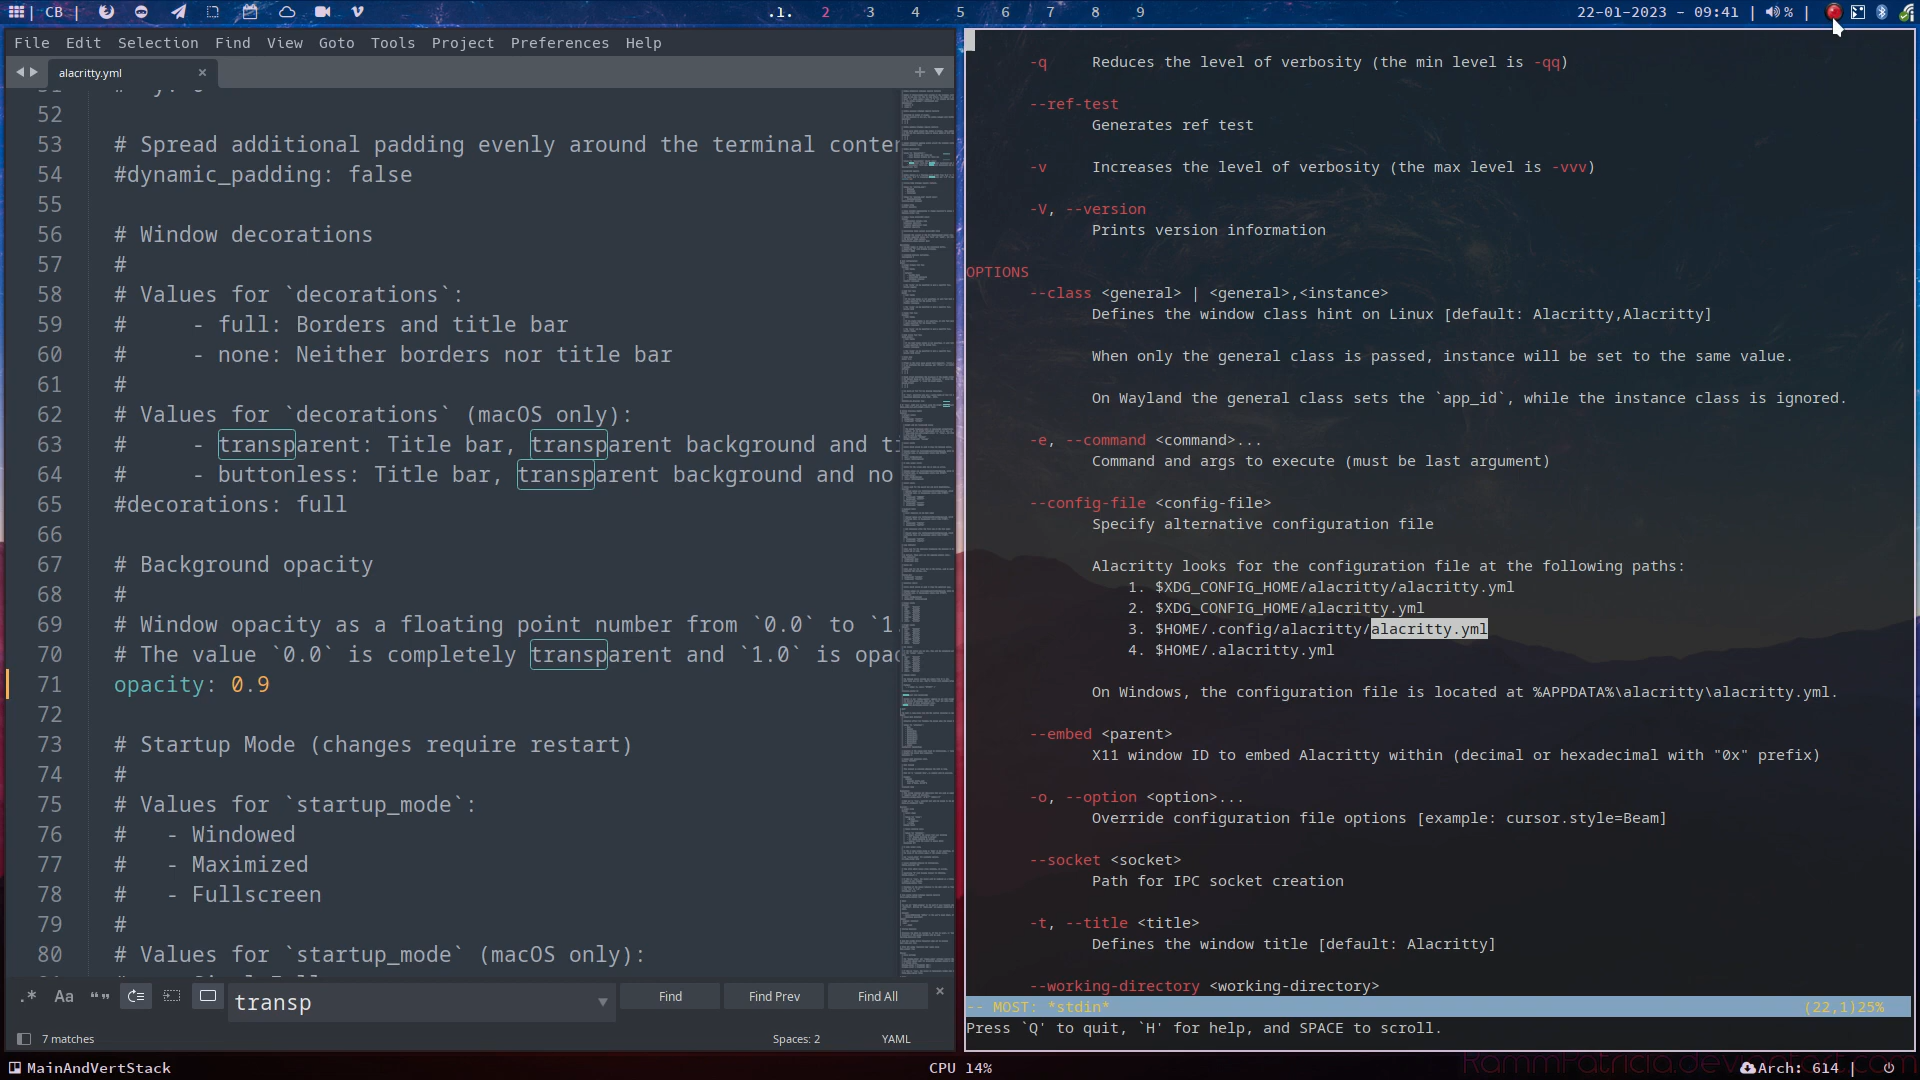 CB | .1. 2 3 4 5 6 7 8 9 22-01-2023 - 09:41 | % |
File Edit Selection Find View Goto Tools Project Preferences Help
alacritty.yml
52
53 # Spread additional padding evenly around the terminal conte
54 #dynamic_padding: false
55
56 # Window decorations
57 #
58 # Values for `decorations`:
59 #     - full: Borders and title bar
60 #     - none: Neither borders nor title bar
61 #
62 # Values for `decorations` (macOS only):
63 #     - transparent: Title bar, transparent background and t
64 #     - buttonless: Title bar, transparent background and no
65 #decorations: full
66
67 # Background opacity
68 #
69 # Window opacity as a floating point number from `0.0` to `1
70 # The value `0.0` is completely transparent and `1.0` is opa
71 opacity: 0.9
72
73 # Startup Mode (changes require restart)
74 #
75 # Values for `startup_mode`:
76 #   - Windowed
77 #   - Maximized
78 #   - Fullscreen
79 #
80 # Values for `startup_mode` (macOS only):
.* Aa “” transp Find Find Prev Find All
7 matches Spaces: 2 YAML
-q     Reduces the level of verbosity (the min level is -qq)
--ref-test
Generates ref test
-v     Increases the level of verbosity (the max level is -vvv)
-V, --version
Prints version information
OPTIONS
--class <general> | <general>,<instance>
Defines the window class hint on Linux [default: Alacritty,Alacritty]
When only the general class is passed, instance will be set to the same value.
On Wayland the general class sets the `app_id`, while the instance class is ignored.
-e, --command <command>...
Command and args to execute (must be last argument)
--config-file <config-file>
Specify alternative configuration file
Alacritty looks for the configuration file at the following paths:
1. $XDG_CONFIG_HOME/alacritty/alacritty.yml
2. $XDG_CONFIG_HOME/alacritty.yml
3. $HOME/.config/alacritty/alacritty.yml
4. $HOME/.alacritty.yml
On Windows, the configuration file is located at %APPDATA%\alacritty\alacritty.yml.
--embed <parent>
X11 window ID to embed Alacritty within (decimal or hexadecimal with "0x" prefix)
-o, --option <option>...
Override configuration file options [example: cursor.style=Beam]
--socket <socket>
Path for IPC socket creation
-t, --title <title>
Defines the window title [default: Alacritty]
--working-directory <working-directory>
-- MOST: *stdin* (22,1)25%
Press `Q' to quit, `H' for help, and SPACE to scroll.
RammPatricia.deviantart.com
MainAndVertStack CPU 14% Arch: 614 |